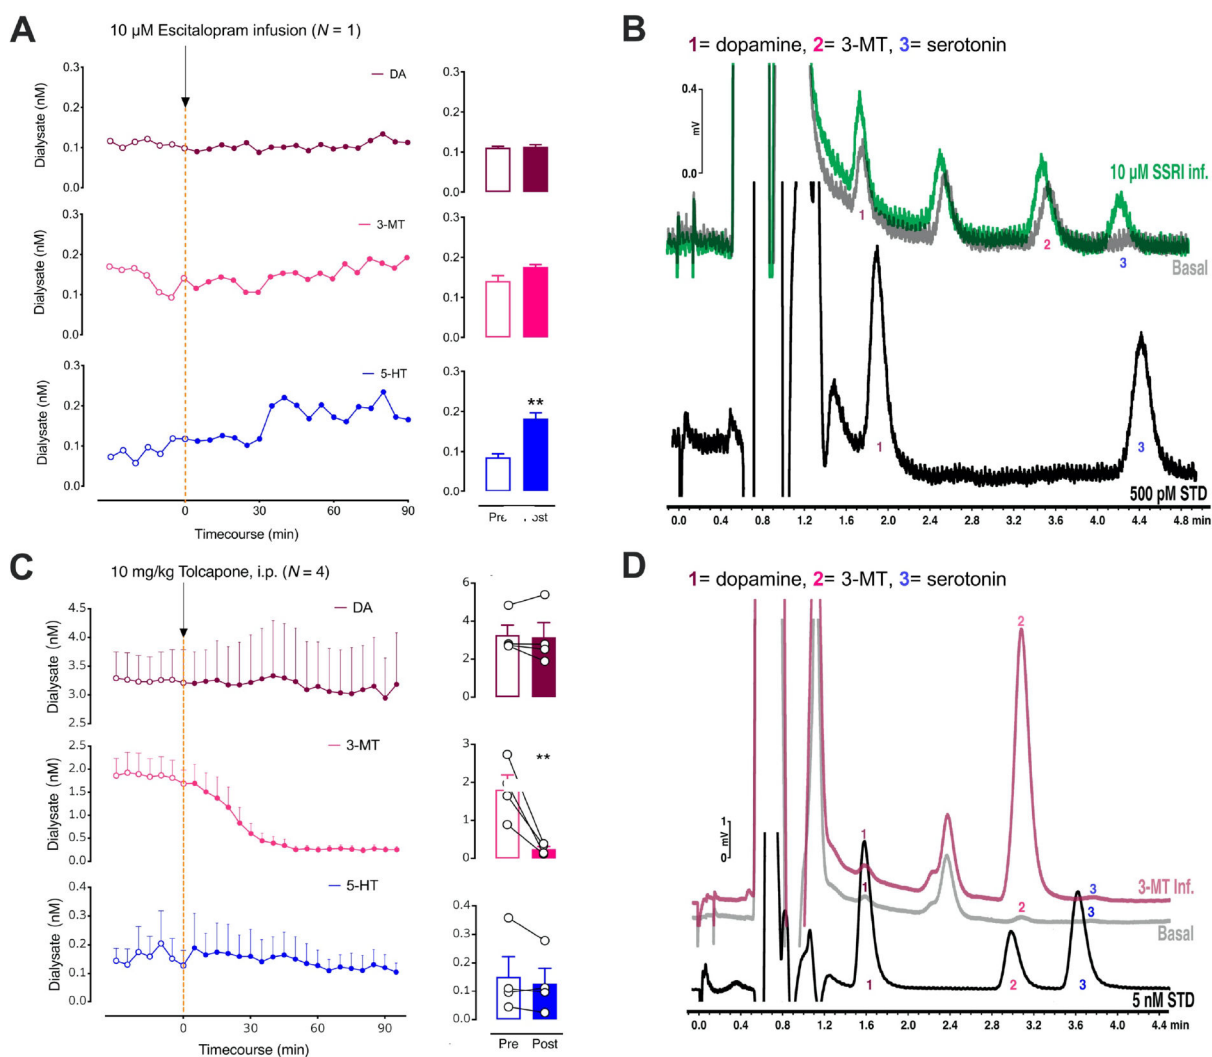 A
10 µM Escitalopram infusion (N = 1)
0.3
0.2
0.1
0.0
Dialysate (nM)
DA
0.3
0.2
0.1
0.0
0.3
0.2
0.1
0.0
Dialysate (nM)
3-MT
0.3
0.2
0.1
0.0
0.3
0.2
0.1
0.0
Dialysate (nM)
5-HT
0.3
0.2
0.1
0.0
**
0 30 60 90
Timecourse (min)
Pre
B
1= dopamine, 2= 3-MT, 3= serotonin
0.4
mV
0.0
10 µM SSRI inf.
Basal
1
2
3
1
3
500 pM STD
0.0 0.4 0.8 1.2 1.6 2.0 2.4 2.8 3.2 3.6 4.0 4.4 4.8 min
C
10 mg/kg Tolcapone, i.p. (N = 4)
4.5
4.0
3.5
3.0
2.5
Dialysate (nM)
DA
6
4
2
0
2.5
2.0
1.5
1.0
0.5
0.0
Dialysate (nM)
3-MT
3
2
1
0
**
0.4
0.3
0.2
0.1
0.0
Dialysate (nM)
5-HT
0.4
0.3
0.2
0.1
0.0
0 30 60 90
Timecourse (min)
Pre Post
D
1= dopamine, 2= 3-MT, 3= serotonin
1
mV
0
2
1
1
3
3-MT Inf.
2
3
Basal
1
2
3
5 nM STD
0.0 0.4 0.8 1.2 1.6 2.0 2.4 2.8 3.2 3.6 4.0 4.4 min